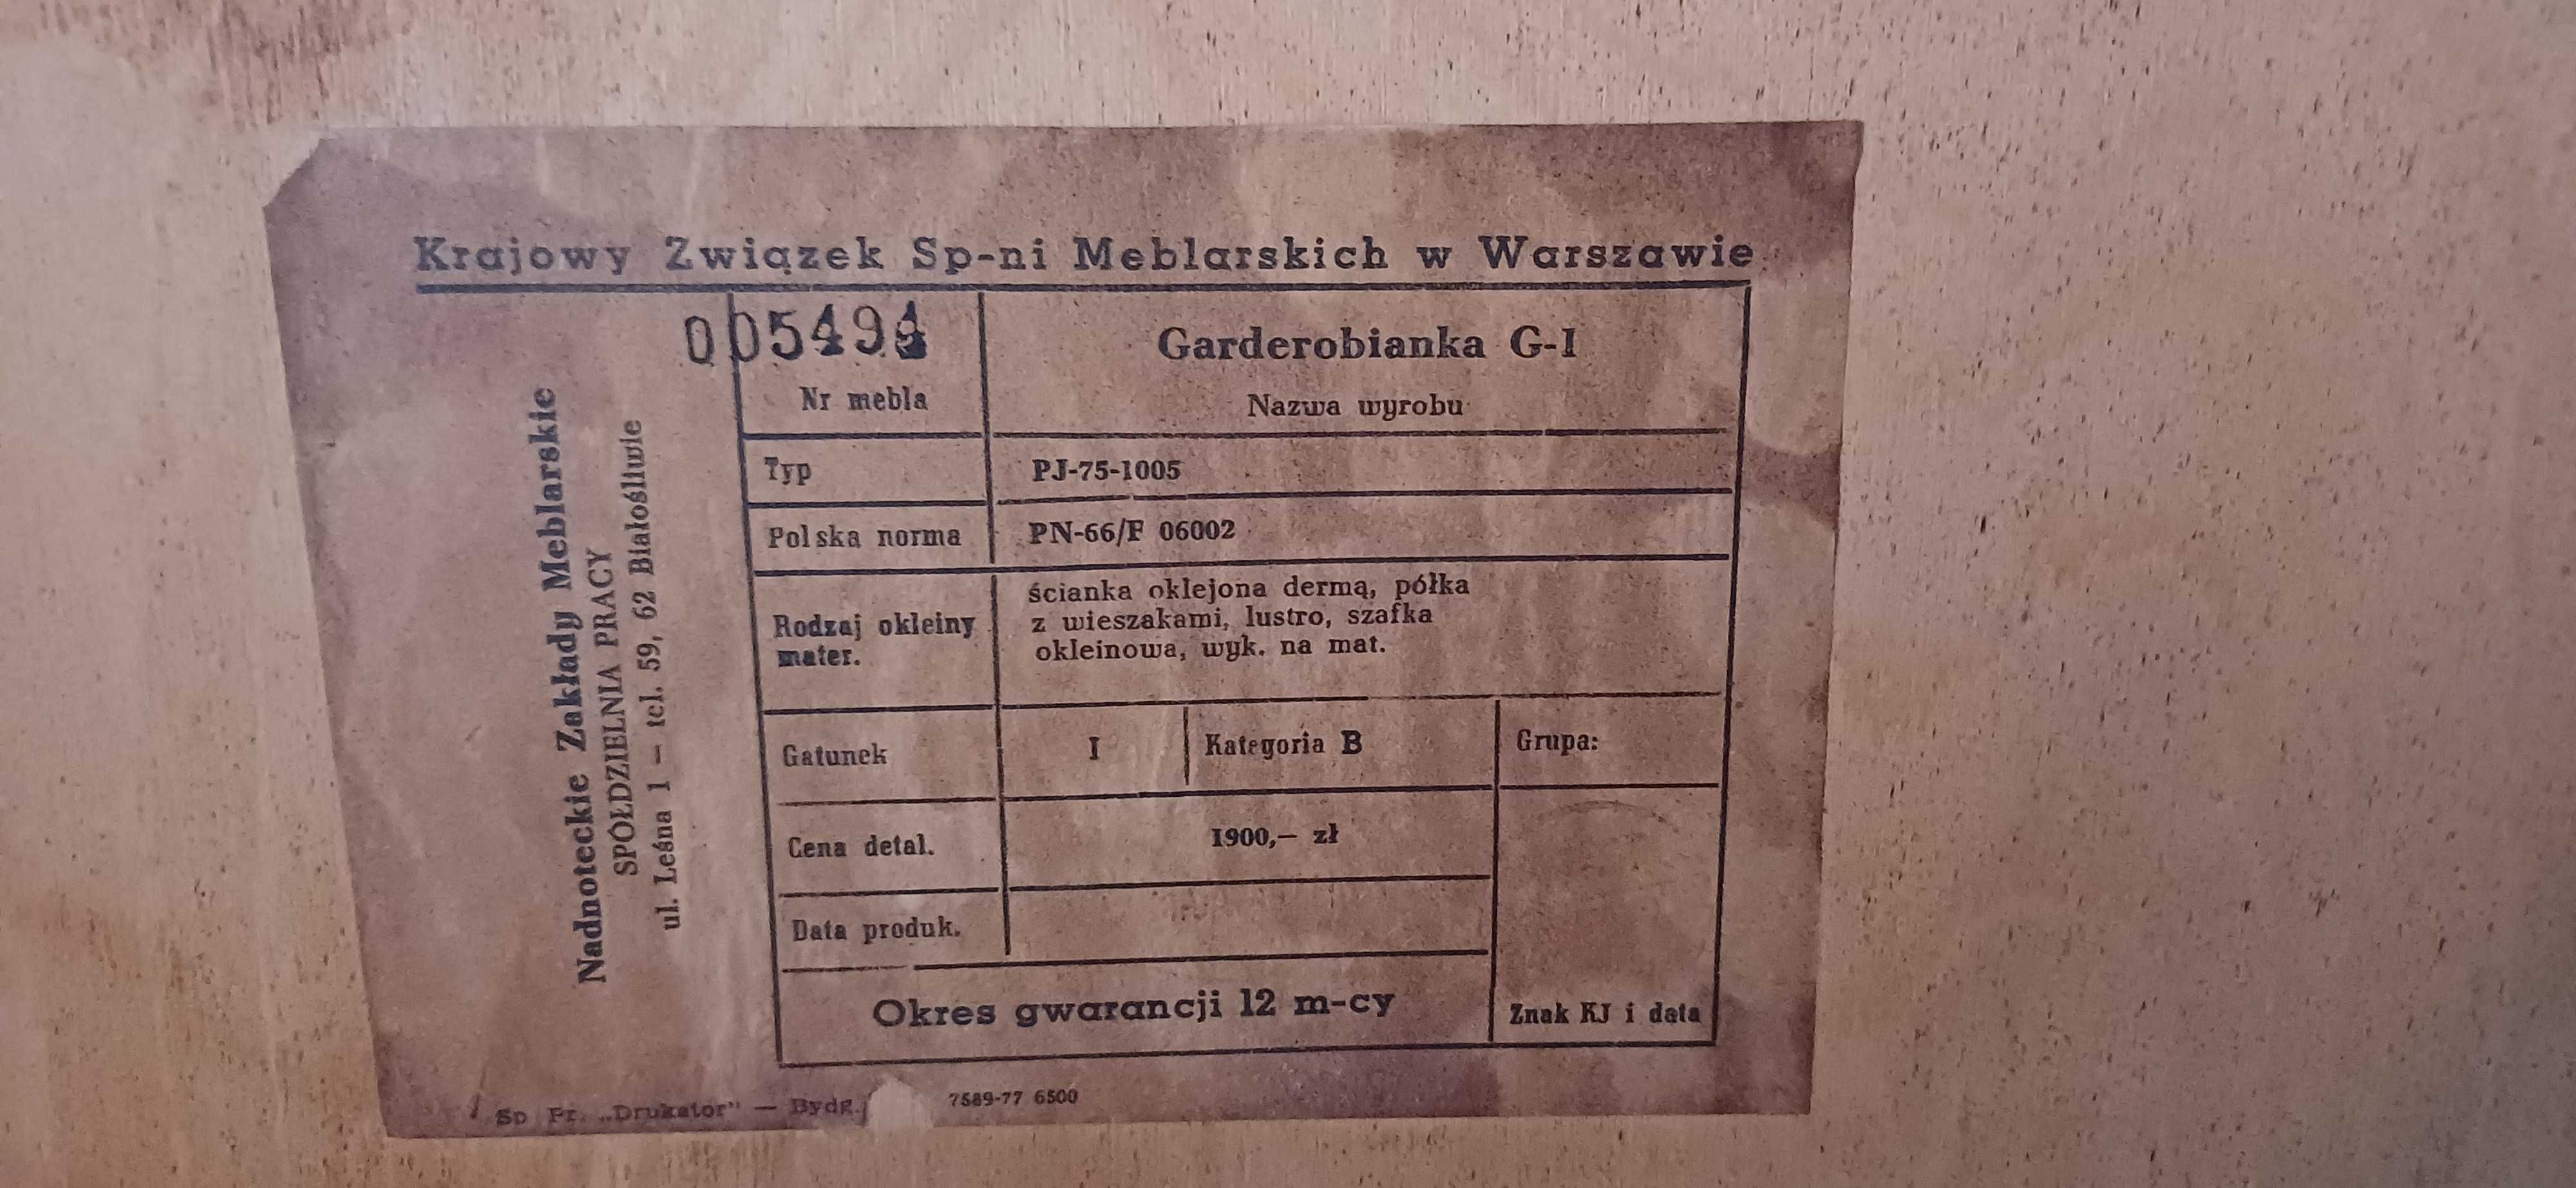 Krajowy Związek Sp-ni Meblarskich w Warszawie
Nadnoteckie Zakłady Meblarskie
SPÓŁDZIELNIA PRACY
ul. Leśna 1 — tel. 59, 62 Białośliwie
Nr mebla
Garderobianka G-I
Nazwa wyrobu
Typ PJ-75-1005
Polska norma PN-66/F 06002
Rodzaj okleiny
mater.
ścianka oklejona dermą, półka
z wieszakami, lustro, szafka
okleinowa, wyk. na mat.
Gatunek I Kategoria B Grupa:
Cena detal. 1900,— zł
Data produk.
Okres gwarancji 12 m-cy
Znak KJ i data
Sp Pr. „Drukator" — Bydg. 7589-77 6500